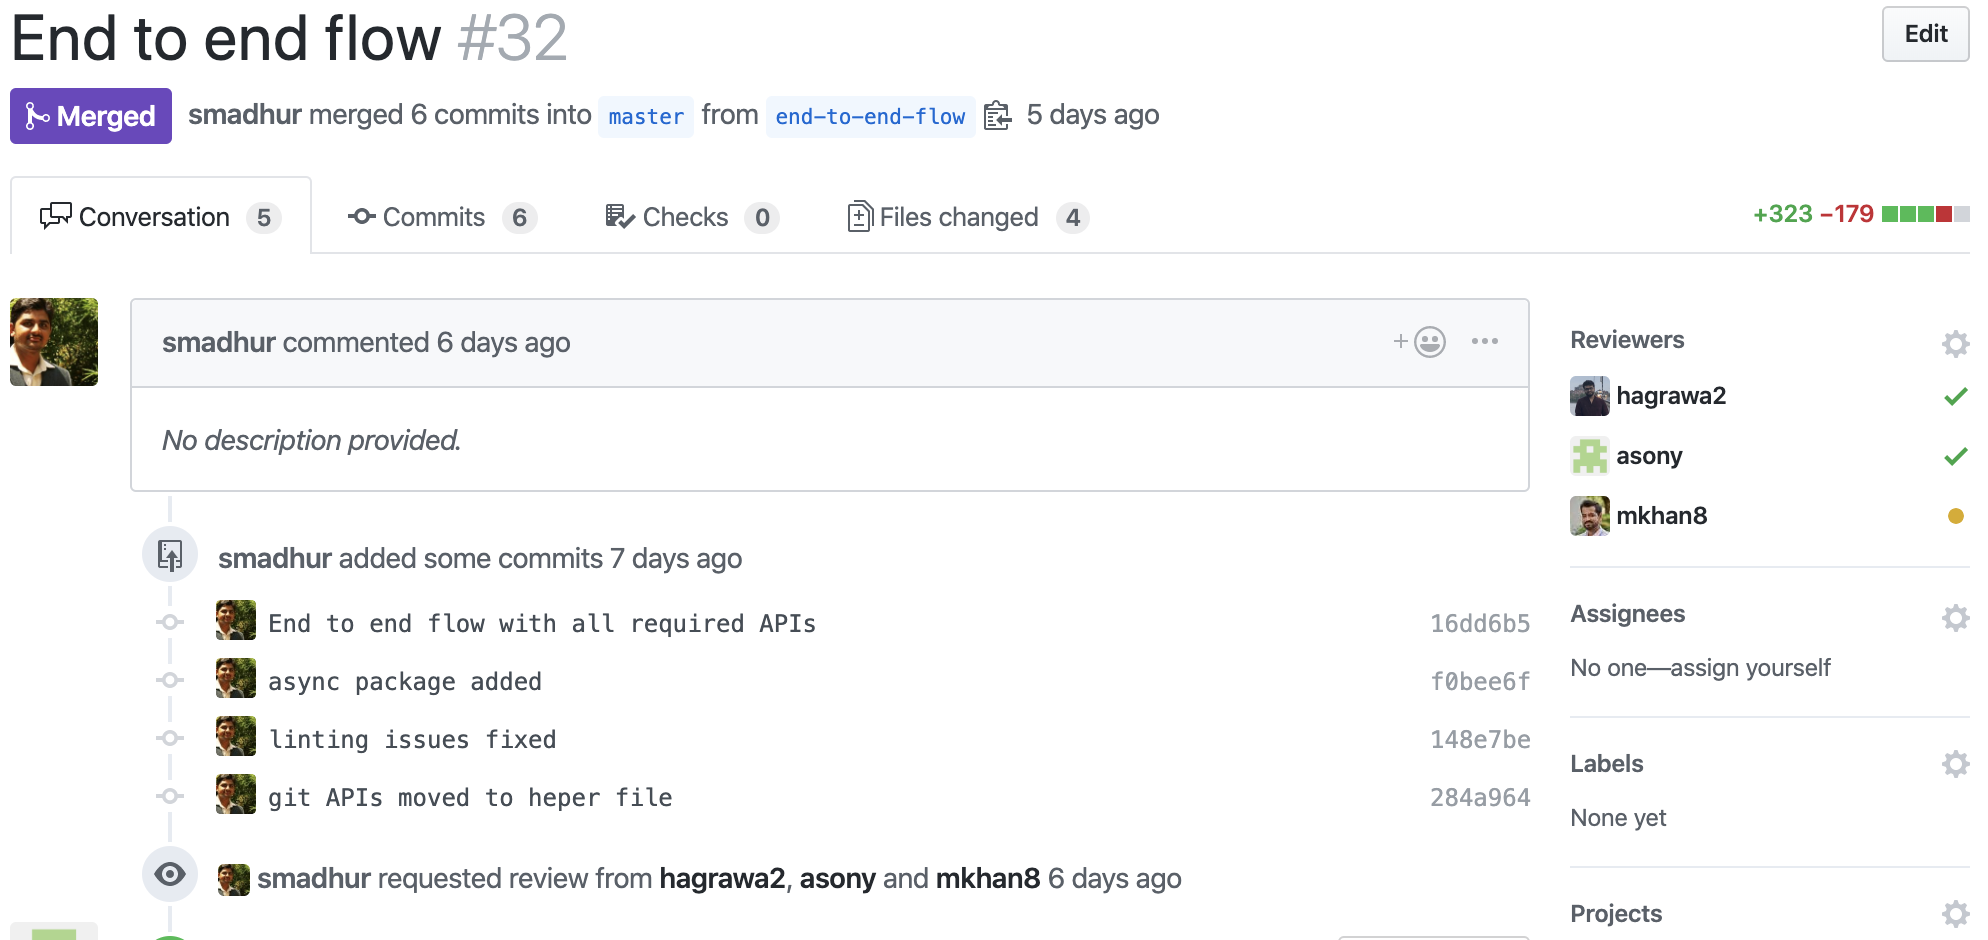 End to end flow #32
Edit
Merged
smadhur merged 6 commits into master from end-to-end-flow 5 days ago
Conversation 5
Commits 6
Checks 0
Files changed 4
+323 −179
smadhur commented 6 days ago
No description provided.
smadhur added some commits 7 days ago
End to end flow with all required APIs 16dd6b5
async package added f0bee6f
linting issues fixed 148e7be
git APIs moved to heper file 284a964
smadhur requested review from hagrawa2, asony and mkhan8 6 days ago
Reviewers
hagrawa2
asony
mkhan8
Assignees
No one—assign yourself
Labels
None yet
Projects